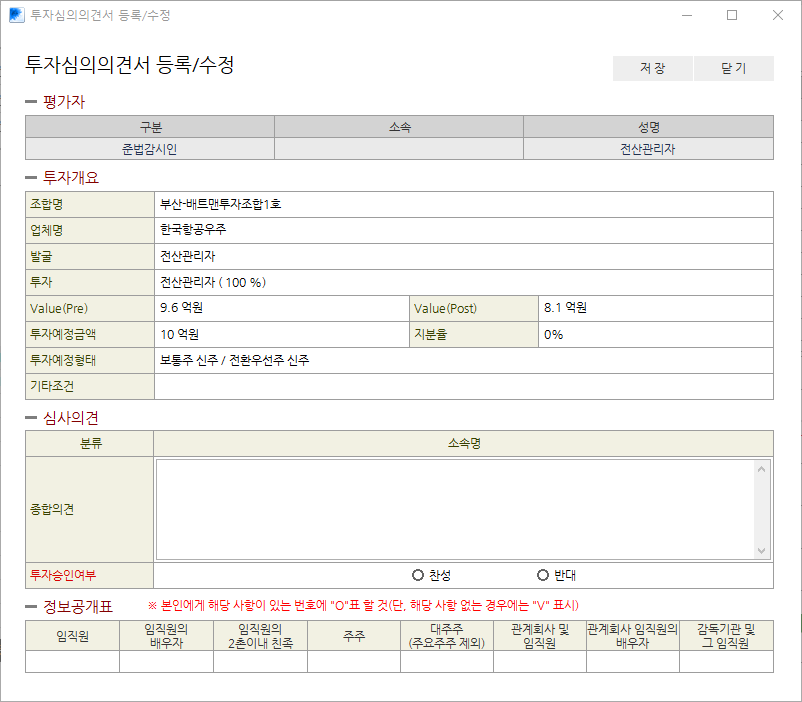 투자심의의견서 등록/수정
투자심의의견서 등록/수정
저 장 닫 기
평가자
구분 소속 성명
준법감시인 전산관리자
투자개요
조합명 부산-배트맨투자조합1호
업체명 한국항공우주
발굴 전산관리자
투자 전산관리자 ( 100 %)
Value(Pre) 9.6 억원 Value(Post) 8.1 억원
투자예정금액 10 억원 지분율 0%
투자예정형태 보통주 신주 / 전환우선주 신주
기타조건
심사의견
분류 소속명
종합의견
투자승인여부 찬성 반대
정보공개표 ※ 본인에게 해당 사항이 있는 번호에 "O"표 할 것(단, 해당 사항 없는 경우에는 "V" 표시)
임직원 임직원의 배우자 임직원의 2촌이내 친족 주주 대주주 (주요주주 제외) 관계회사 및 임직원 관계회사 임직원의 배우자 감독기관 및 그 임직원